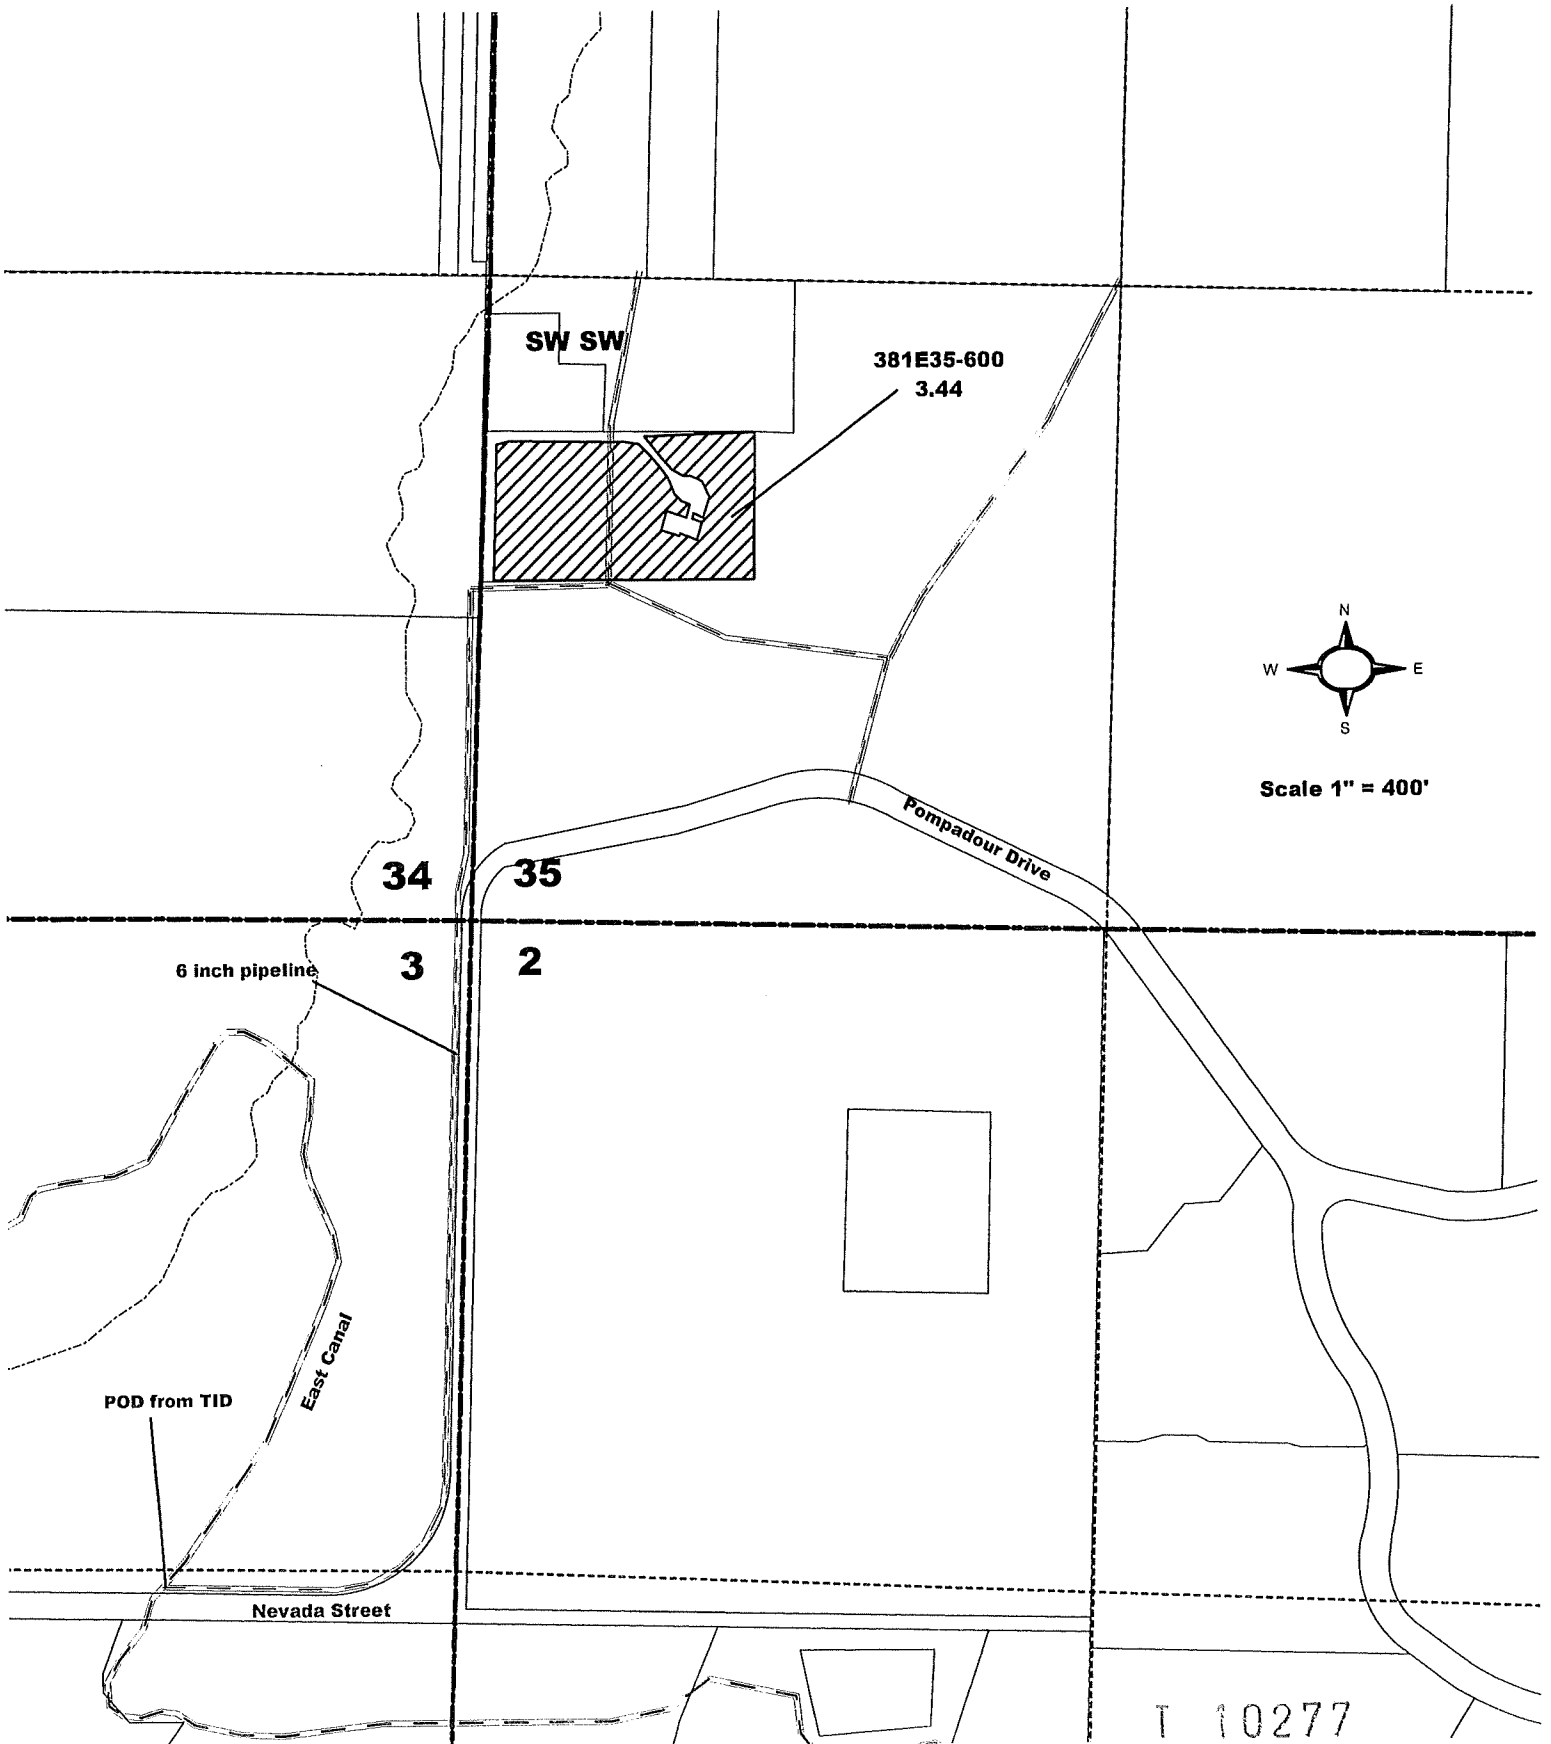 SW SW
381E35-600
3.44
N
W E
S
Scale 1" = 400'
Pompadour Drive
34 35
3 2
6 inch pipeline
East Canal
POD from TID
Nevada Street
T 10277